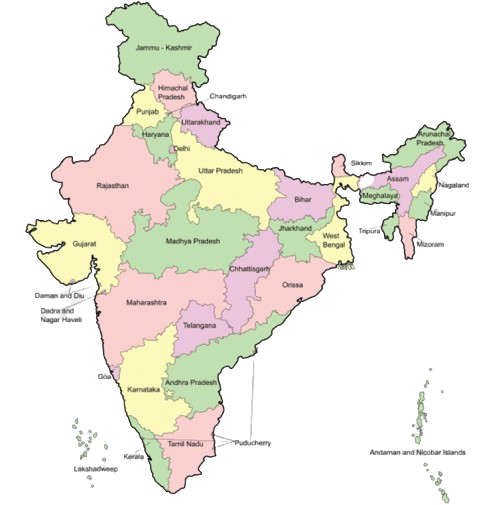 Jammu - Kashmir
Himachal
Pradesh
Chandigarh
Punjab
Uttarakhand
Haryana
Delhi
Arunachal
Pradesh
Sikkim
Uttar Pradesh
Assam
Nagaland
Rajasthan
Meghalaya
Bihar
Manipur
Tripura
Jharkhand
West
Bengal
Mizoram
Gujarat
Madhya Pradesh
Chhattisgarh
Orissa
Daman and Diu
Dadra and
Nagar Haveli
Maharashtra
Telangana
Goa
Karnataka
Andhra Pradesh
Tamil Nadu
Puducherry
Kerala
Lakshadweep
Andaman and Nicobar Islands